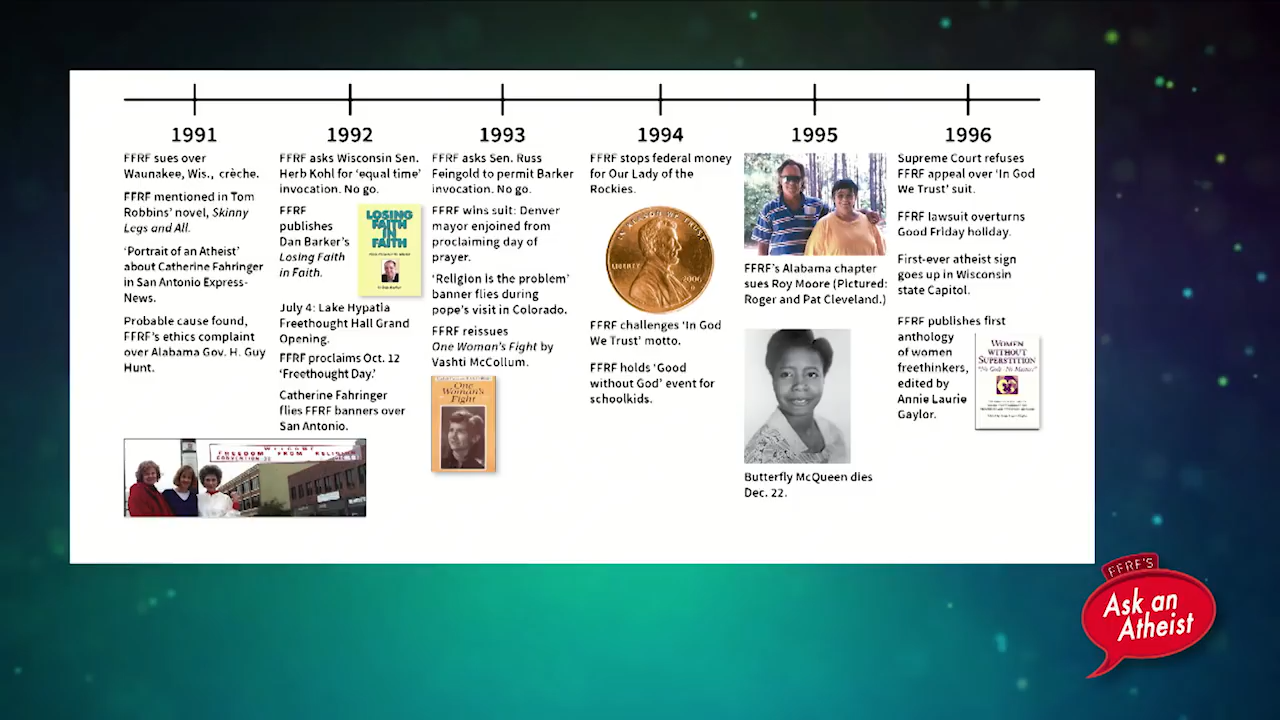 1991
FFRF sues over
Waunakee, Wis., crèche.
FFRF mentioned in Tom
Robbins' novel, Skinny
Legs and All.
'Portrait of an Atheist'
about Catherine Fahringer
in San Antonio Express-
News.
Probable cause found,
FFRF's ethics complaint
over Alabama Gov. H. Guy
Hunt.
WELCOME
FREEDOM FROM RELIGION
CONVENTION
1992
FFRF asks Wisconsin Sen.
Herb Kohl for 'equal time'
invocation. No go.
FFRF
publishes
Dan Barker's
Losing Faith
in Faith.
LOSING
FAITH
IN
FAITH
July 4: Lake Hypatia
Freethought Hall Grand
Opening.
FFRF proclaims Oct. 12
'Freethought Day.'
Catherine Fahringer
flies FFRF banners over
San Antonio.
1993
FFRF asks Sen. Russ
Feingold to permit Barker
invocation. No go.
FFRF wins suit: Denver
mayor enjoined from
proclaiming day of
prayer.
'Religion is the problem'
banner flies during
pope's visit in Colorado.
FFRF reissues
One Woman's Fight by
Vashti McCollum.
One
Woman's
Fight
1994
FFRF stops federal money
for Our Lady of the
Rockies.
IN REASON WE TRUST
LIBERTY
2006
FFRF challenges 'In God
We Trust' motto.
FFRF holds 'Good
without God' event for
schoolkids.
1995
FFRF's Alabama chapter
sues Roy Moore (Pictured:
Roger and Pat Cleveland.)
Butterfly McQueen dies
Dec. 22.
1996
Supreme Court refuses
FFRF appeal over 'In God
We Trust' suit.
FFRF lawsuit overturns
Good Friday holiday.
First-ever atheist sign
goes up in Wisconsin
state Capitol.
FFRF publishes first
anthology
of women
freethinkers,
edited by
Annie Laurie
Gaylor.
WOMEN
WITHOUT
SUPERSTITION
"No Gods - No Masters"
FFRF'S
Ask an
Atheist